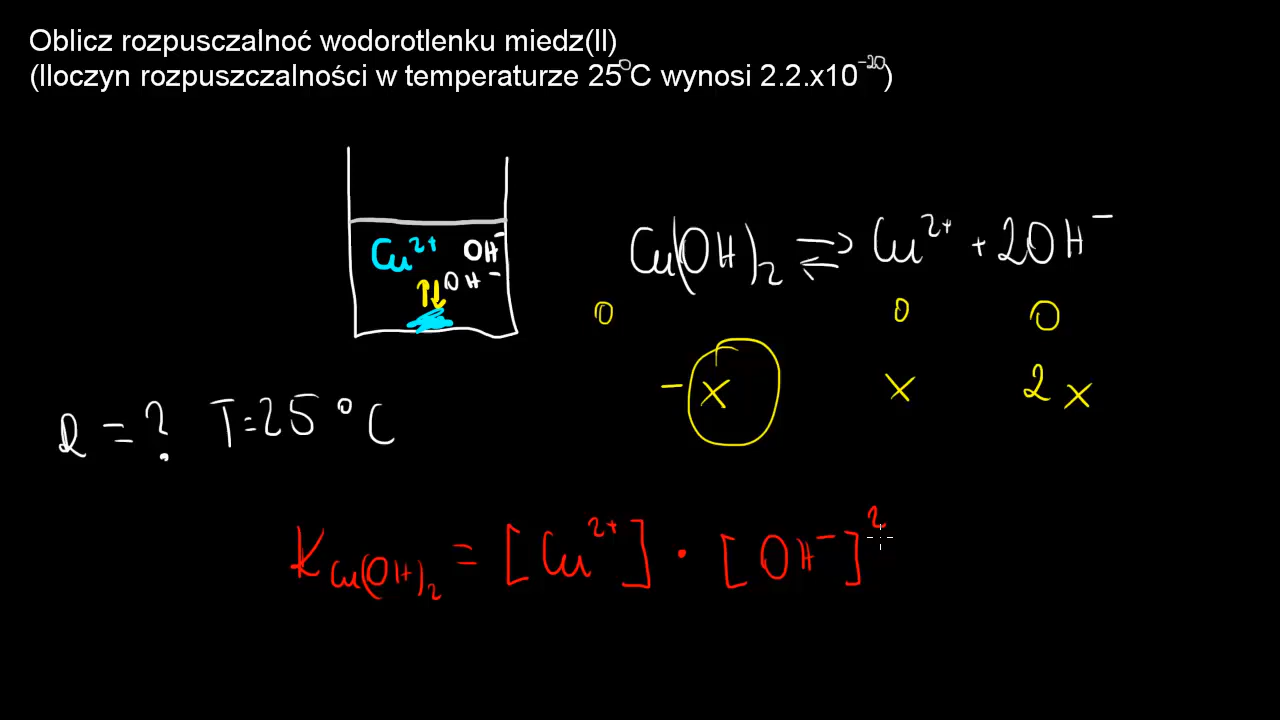 Oblicz rozpusczalnoć wodorotlenku miedz(II)
(Iloczyn rozpuszczalności w temperaturze 25°C wynosi 2.2.x10⁻²⁰)
Cu²⁺ OH⁻
OH⁻
Cu(OH)₂ ⇌ Cu²⁺ + 2OH⁻
0 0 0
-x x 2x
R = ? T=25°C
K Cu(OH)₂ = [Cu²⁺] · [OH⁻]²